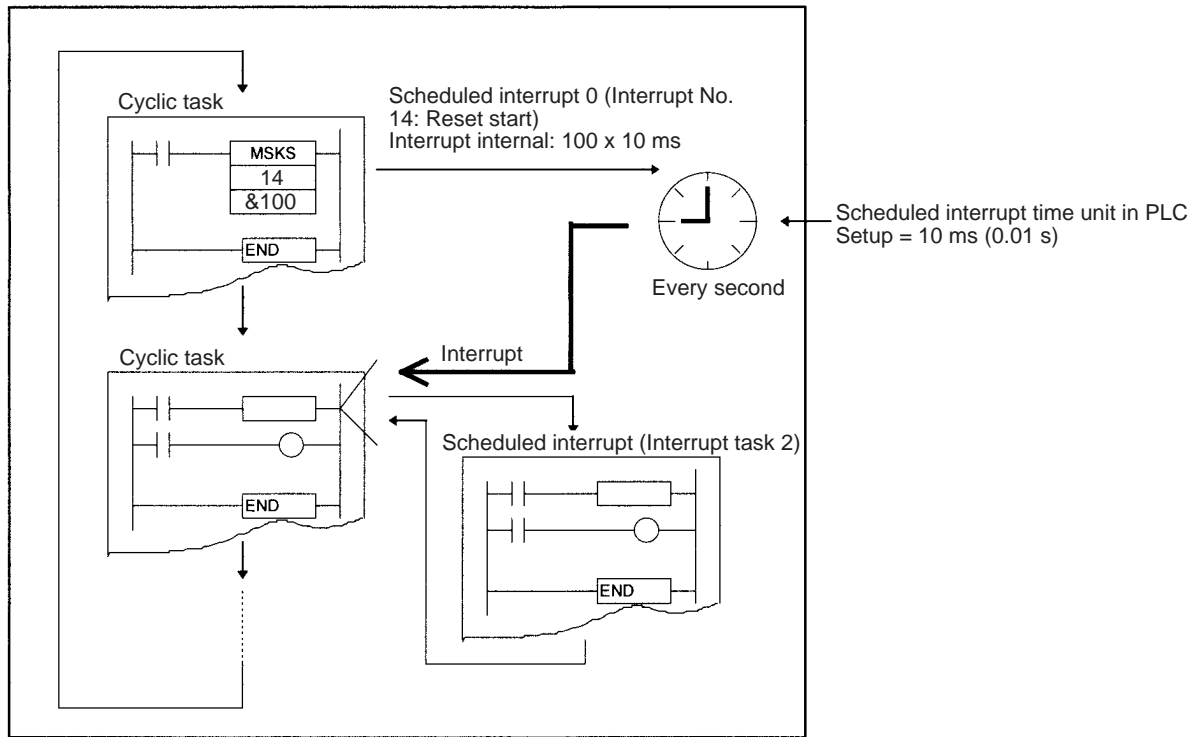 Cyclic task
Scheduled interrupt 0 (Interrupt No.
14: Reset start)
Interrupt internal: 100 x 10 ms
MSKS
14
&100
END
Scheduled interrupt time unit in PLC
Setup = 10 ms (0.01 s)
Every second
Cyclic task
Interrupt
END
Scheduled interrupt (Interrupt task 2)
END